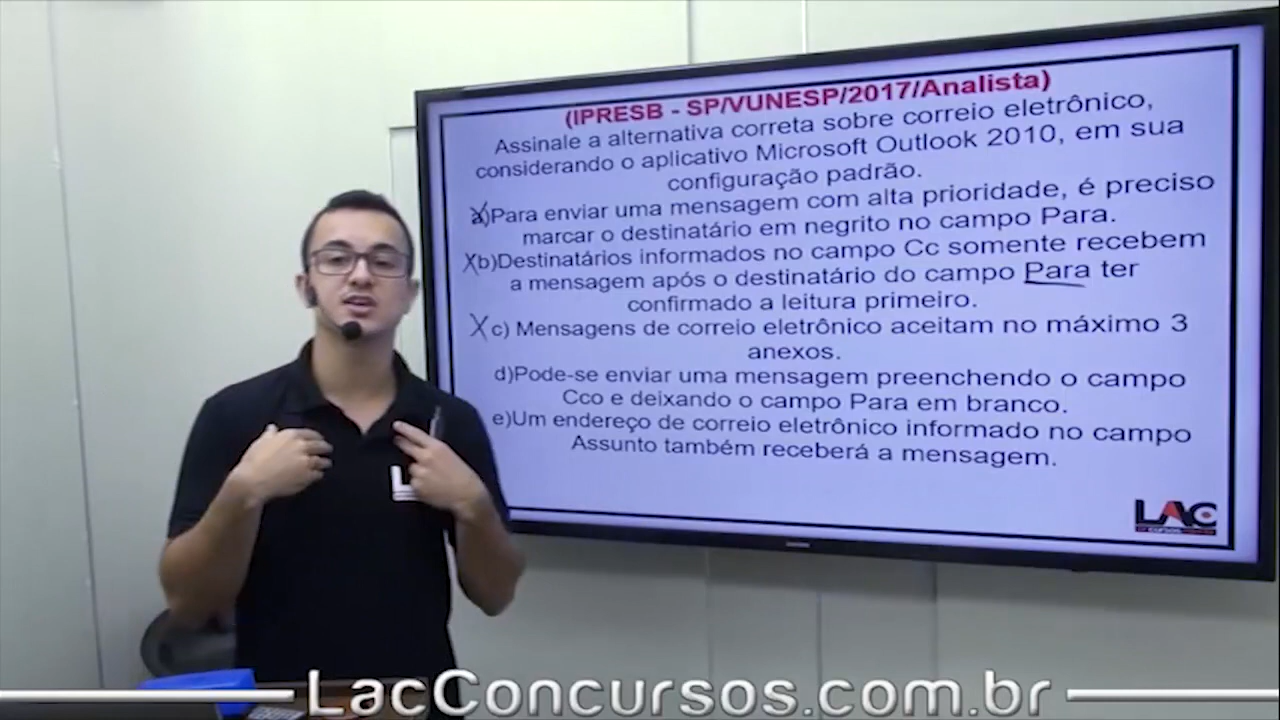 (IPRESB - SP/VUNESP/2017/Analista)
Assinale a alternativa correta sobre correio eletrônico,
considerando o aplicativo Microsoft Outlook 2010, em sua
configuração padrão.
a)Para enviar uma mensagem com alta prioridade, é preciso
marcar o destinatário em negrito no campo Para.
b)Destinatários informados no campo Cc somente recebem
a mensagem após o destinatário do campo Para ter
confirmado a leitura primeiro.
c) Mensagens de correio eletrônico aceitam no máximo 3
anexos.
d)Pode-se enviar uma mensagem preenchendo o campo
Cco e deixando o campo Para em branco.
e)Um endereço de correio eletrônico informado no campo
Assunto também receberá a mensagem.
LAC
L
LacConcursos.com.br